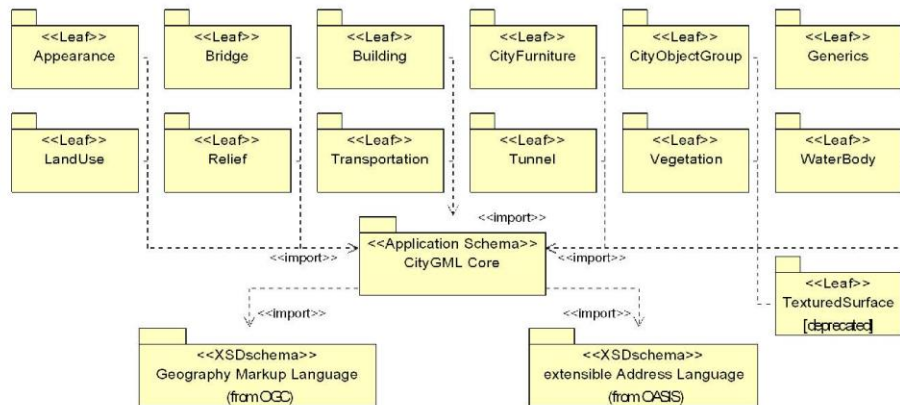 <<Leaf>>
Appearance
<<Leaf>>
Bridge
<<Leaf>>
Building
<<Leaf>>
CityFurniture
<<Leaf>>
CityObjectGroup
<<Leaf>>
Generics
<<Leaf>>
LandUse
<<Leaf>>
Relief
<<Leaf>>
Transportation
<<Leaf>>
Tunnel
<<Leaf>>
Vegetation
<<Leaf>>
WaterBody
<<import>>
<<Application Schema>>
CityGML Core
<<import>>
<<import>>
<<Leaf>>
TexturedSurface
[deprecated]
<<import>>
<<import>>
<<XSDschema>>
Geography Markup Language
(from OGC)
<<XSDschema>>
extensible Address Language
(from OASIS)